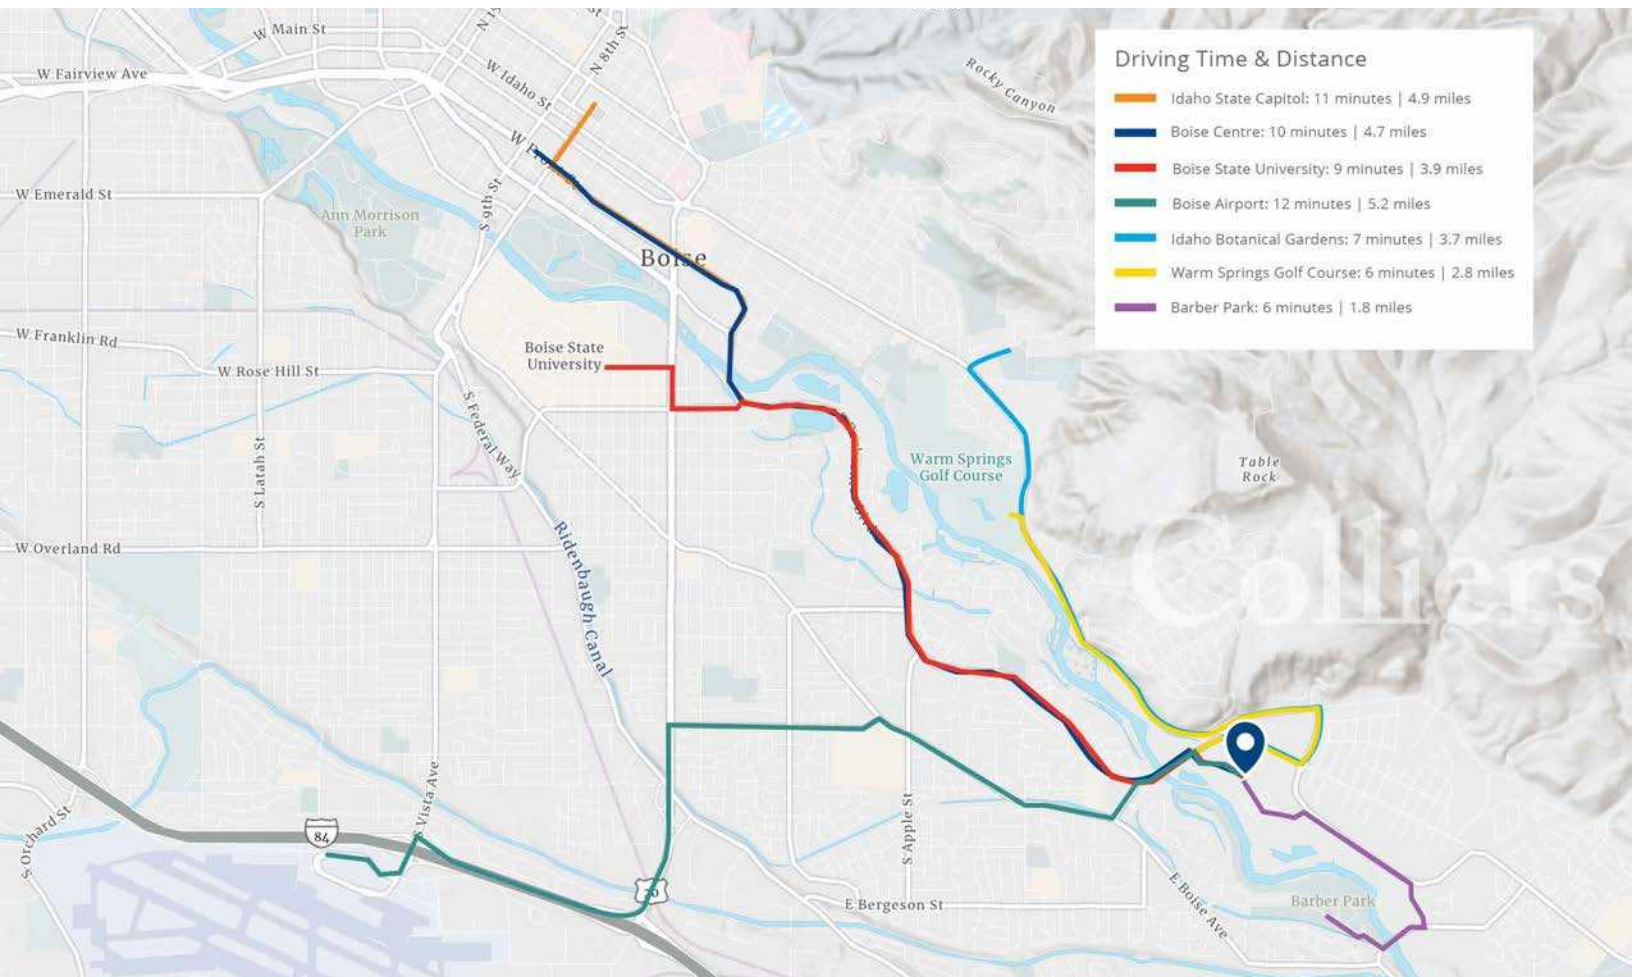 Driving Time & Distance
Idaho State Capitol: 11 minutes | 4.9 miles
Boise Centre: 10 minutes | 4.7 miles
Boise State University: 9 minutes | 3.9 miles
Boise Airport: 12 minutes | 5.2 miles
Idaho Botanical Gardens: 7 minutes | 3.7 miles
Warm Springs Golf Course: 6 minutes | 2.8 miles
Barber Park: 6 minutes | 1.8 miles
W Main St
W Fairview Ave
N 8th St
W Idaho St
Rocky Canyon
W Emerald St
S 9th St
Ann Morrison
Park
Boise
W Franklin Rd
W Rose Hill St
Boise State
University
S Federal Way
S Latah St
Warm Springs
Golf Course
Table
Rock
W Overland Rd
Ridenbaugh Canal
Colliers
S Vista Ave
S Orchard St
84
S Apple St
E Bergeson St
E Boise Ave
Barber Park